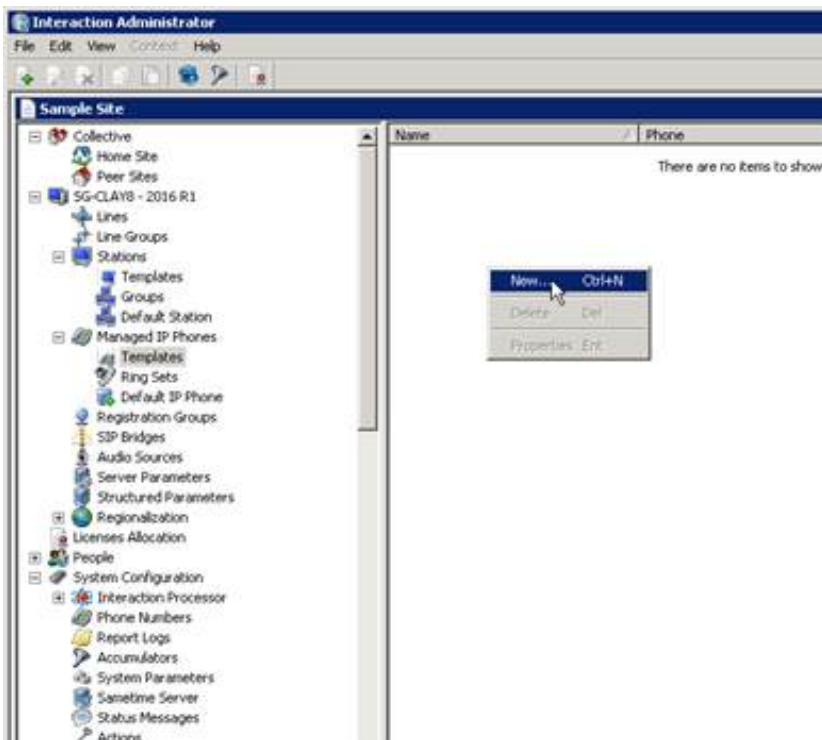 Interaction Administrator
File Edit View Context Help
Sample Site
Collective
Home Site
Peer Sites
SG-CLAY8 - 2016 R1
Lines
Line Groups
Stations
Templates
Groups
Default Station
Managed IP Phones
Templates
Ring Sets
Default IP Phone
Registration Groups
SIP Bridges
Audio Sources
Server Parameters
Structured Parameters
Regionalization
Licenses Allocation
People
System Configuration
Interaction Processor
Phone Numbers
Report Logs
Accumulators
System Parameters
Sametime Server
Status Messages
Actions
Name / Phone
There are no items to show
New... Ctrl+N
Delete Del
Properties Ent